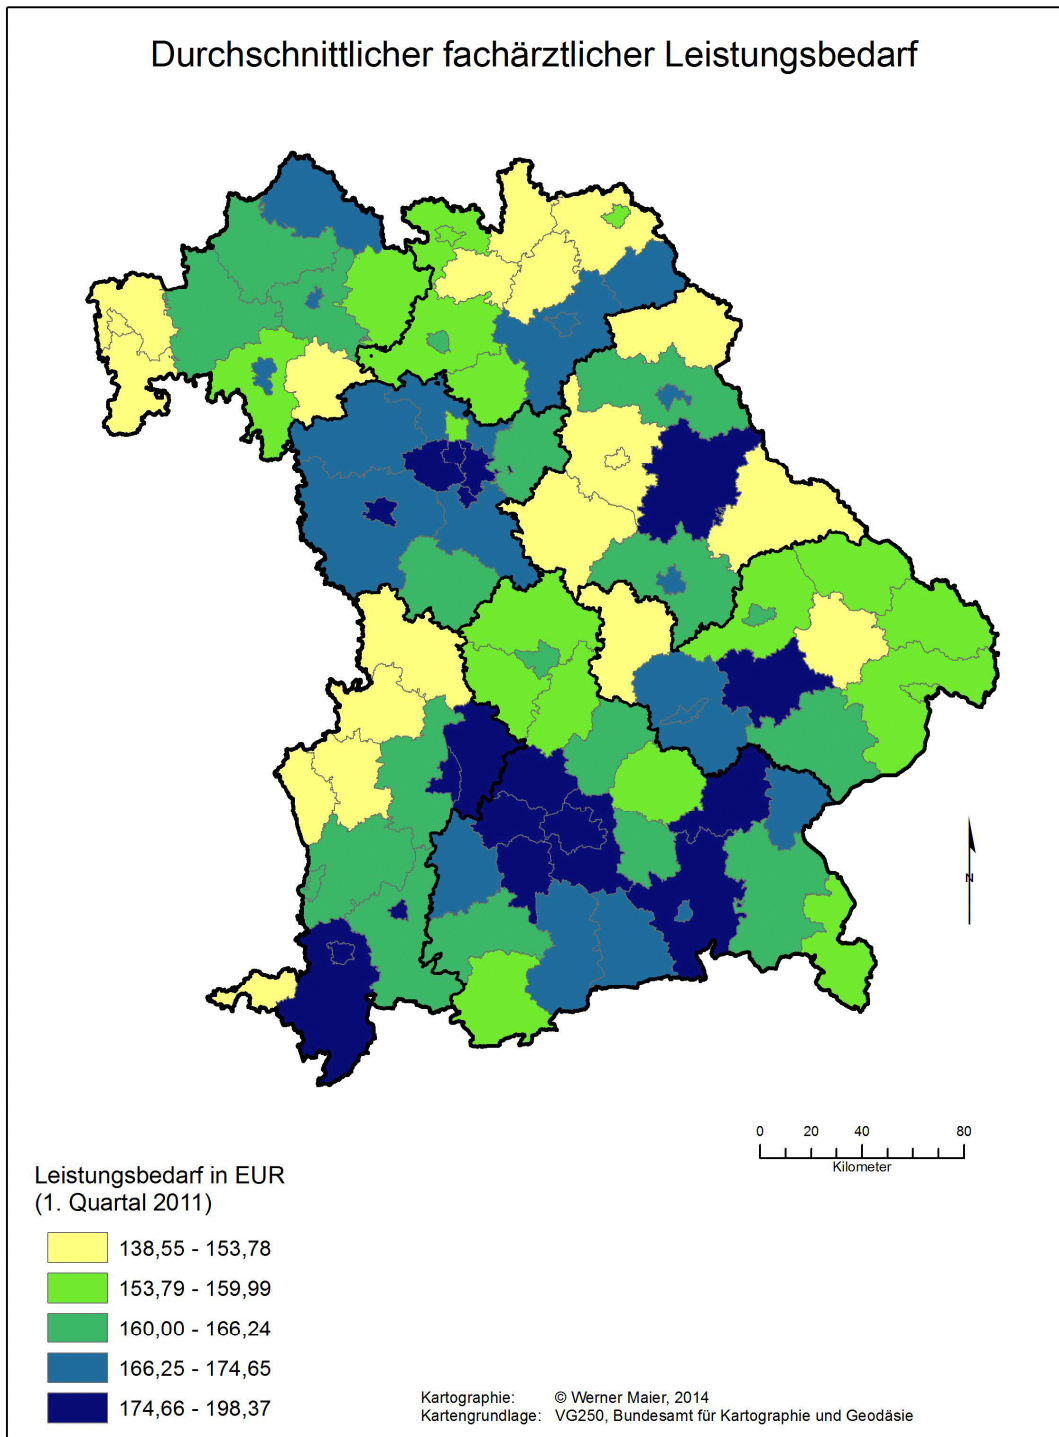 Durchschnittlicher fachärztlicher Leistungsbedarf
N
0 20 40 80
Kilometer
Leistungsbedarf in EUR
(1. Quartal 2011)
138,55 - 153,78
153,79 - 159,99
160,00 - 166,24
166,25 - 174,65
174,66 - 198,37
Kartographie: © Werner Maier, 2014
Kartengrundlage: VG250, Bundesamt für Kartographie und Geodäsie